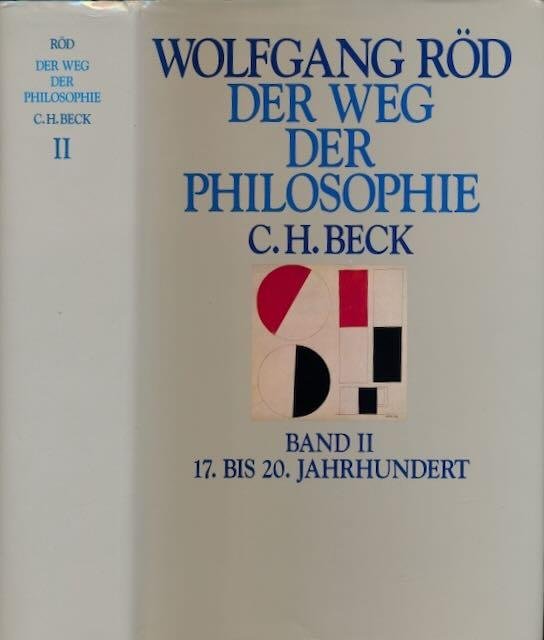 RÖD
DER WEG
DER
PHILOSOPHIE
C.H.BECK
II
WOLFGANG RÖD
DER WEG
DER
PHILOSOPHIE
C.H.BECK
BAND II
17. BIS 20. JAHRHUNDERT